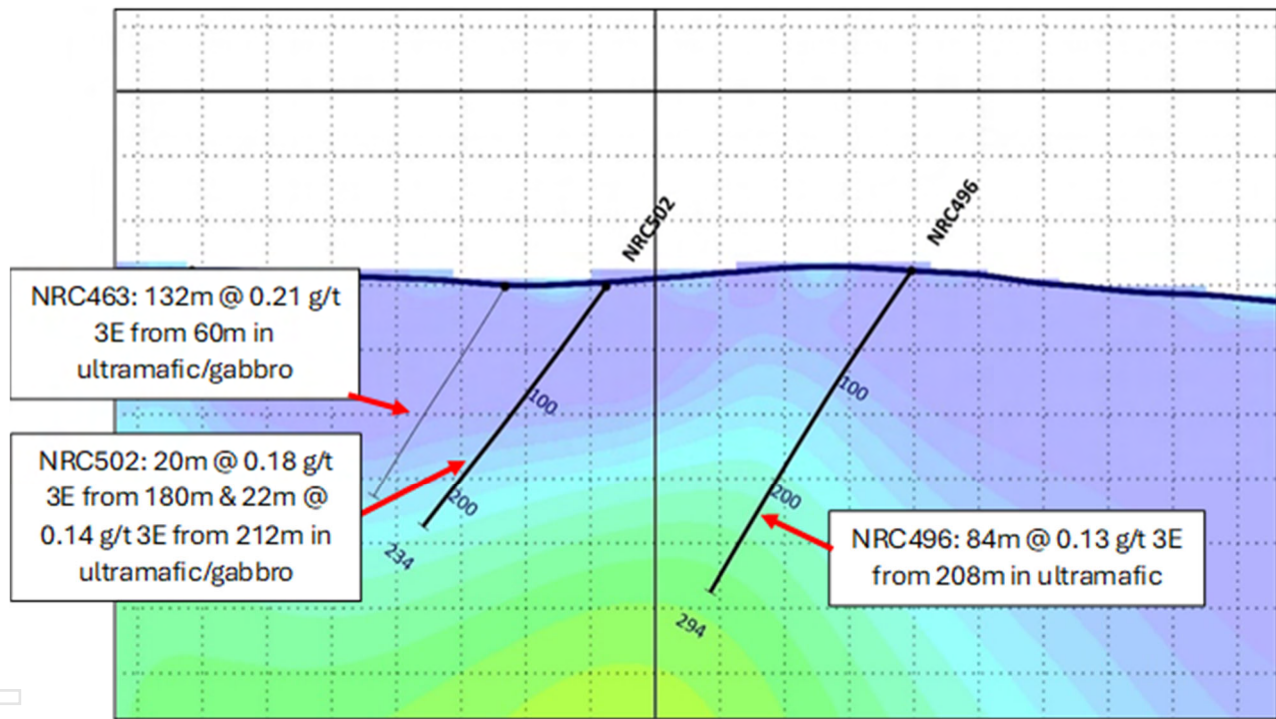 NRC502
NRC496
NRC463: 132m @ 0.21 g/t
3E from 60m in
ultramafic/gabbro
100
100
NRC502: 20m @ 0.18 g/t
3E from 180m & 22m @
0.14 g/t 3E from 212m in
ultramafic/gabbro
200
234
200
294
NRC496: 84m @ 0.13 g/t 3E
from 208m in ultramafic